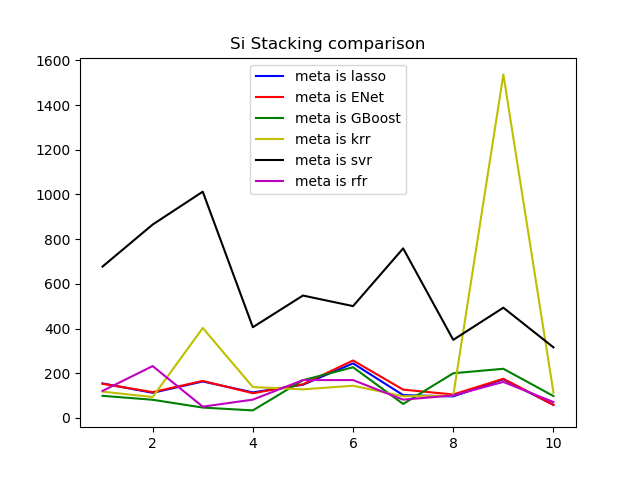 Si Stacking comparison
1600
1400
1200
1000
800
600
400
200
0
meta is lasso
meta is ENet
meta is GBoost
meta is krr
meta is svr
meta is rfr
2 4 6 8 10